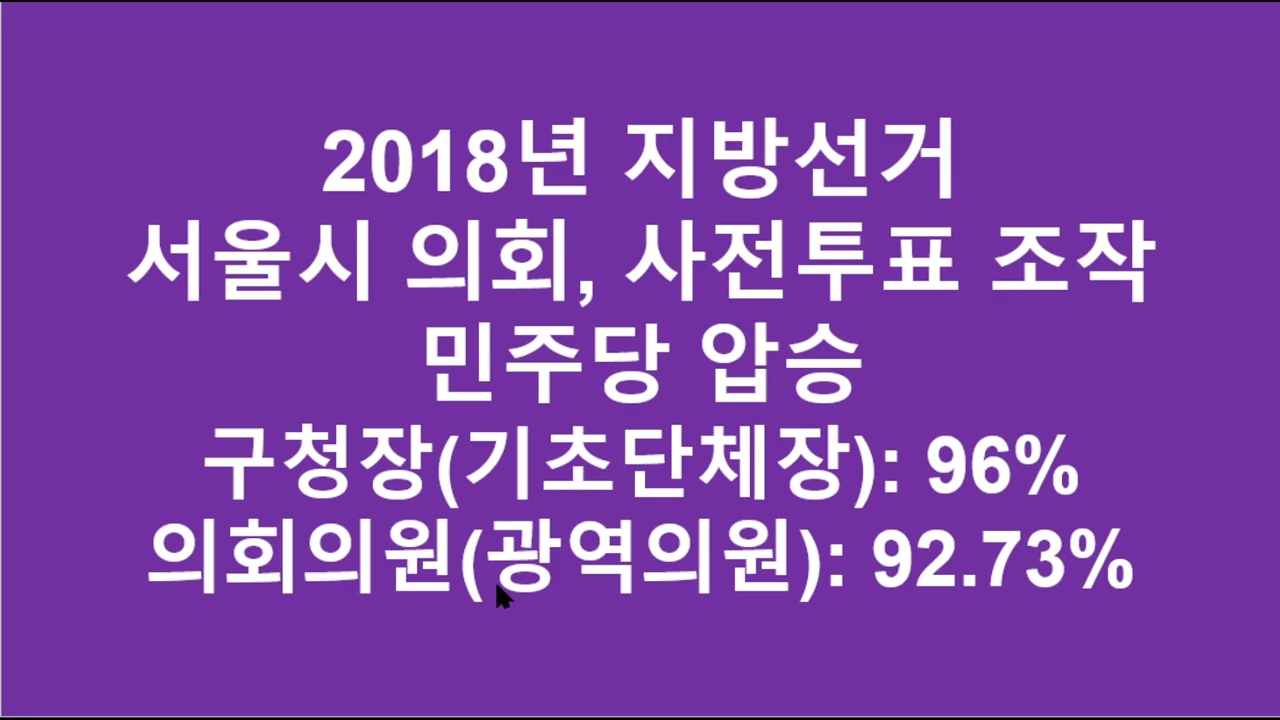 2018년 지방선거
서울시 의회, 사전투표 조작
민주당 압승
구청장(기초단체장): 96%
의회의원(광역의원): 92.73%